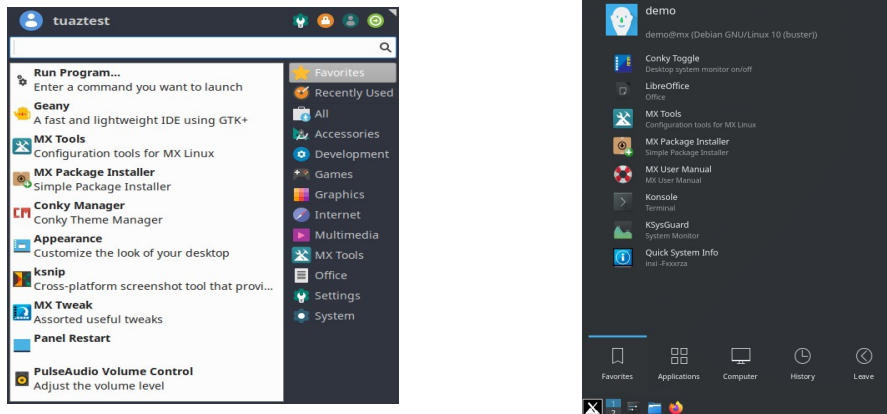 tuaztest
Run Program...
Enter a command you want to launch
Geany
A fast and lightweight IDE using GTK+
MX Tools
Configuration tools for MX Linux
MX Package Installer
Simple Package Installer
Conky Manager
Conky Theme Manager
Appearance
Customize the look of your desktop
ksnip
Cross-platform screenshot tool that provi...
MX Tweak
Assorted useful tweaks
Panel Restart
PulseAudio Volume Control
Adjust the volume level
Favorites
Recently Used
All
Accessories
Development
Games
Graphics
Internet
Multimedia
MX Tools
Office
Settings
System
demo
demo@mx (Debian GNU/Linux 10 (buster))
Conky Toggle
Desktop system monitor on/off
LibreOffice
Office
MX Tools
Configuration tools for MX Linux
MX Package Installer
Simple Package Installer
MX User Manual
MX User Manual
Konsole
Terminal
KSysGuard
System Monitor
Quick System Info
inxi -Fxxxrza
Favorites
Applications
Computer
History
Leave
1
2